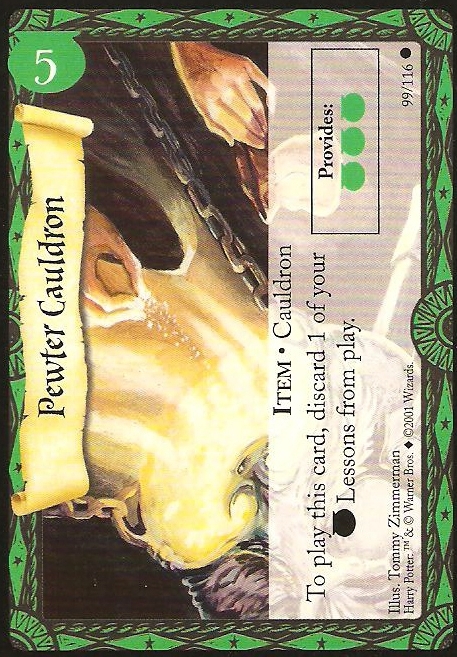 5
Pewter Cauldron
ITEM • Cauldron
To play this card, discard 1 of your
Lessons from play.
Provides:
Illus. Tommy Zimmerman
Harry Potter. ™ & © Warner Bros. ◆ ©2001 Wizards.
99/116 ●